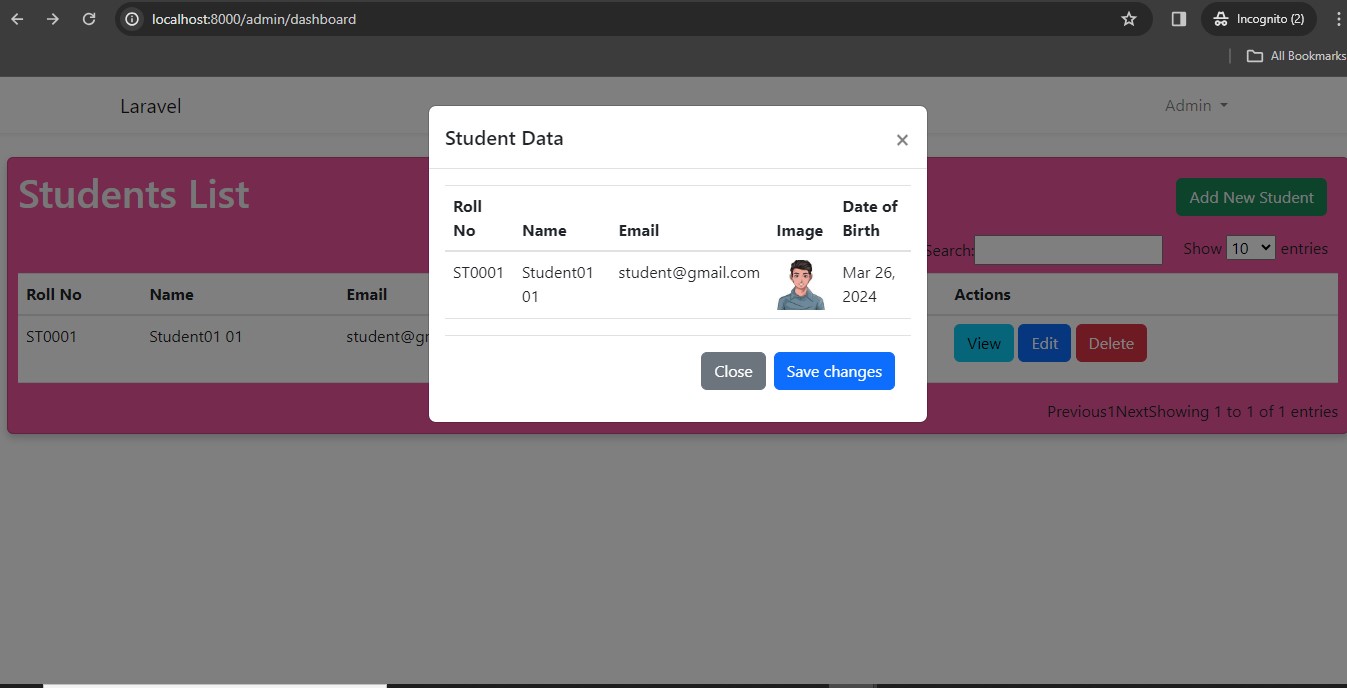 localhost:8000/admin/dashboard
Incognito (2)
All Bookmarks
Laravel
Admin
Student Data
×
Roll No
Name
Email
Image
Date of Birth
ST0001
Student01 01
student@gmail.com
Mar 26, 2024
Close
Save changes
Students List
Add New Student
Search:
Show 10 entries
Roll No
Name
Email
Actions
ST0001
Student01 01
student@gr
View
Edit
Delete
Previous1NextShowing 1 to 1 of 1 entries